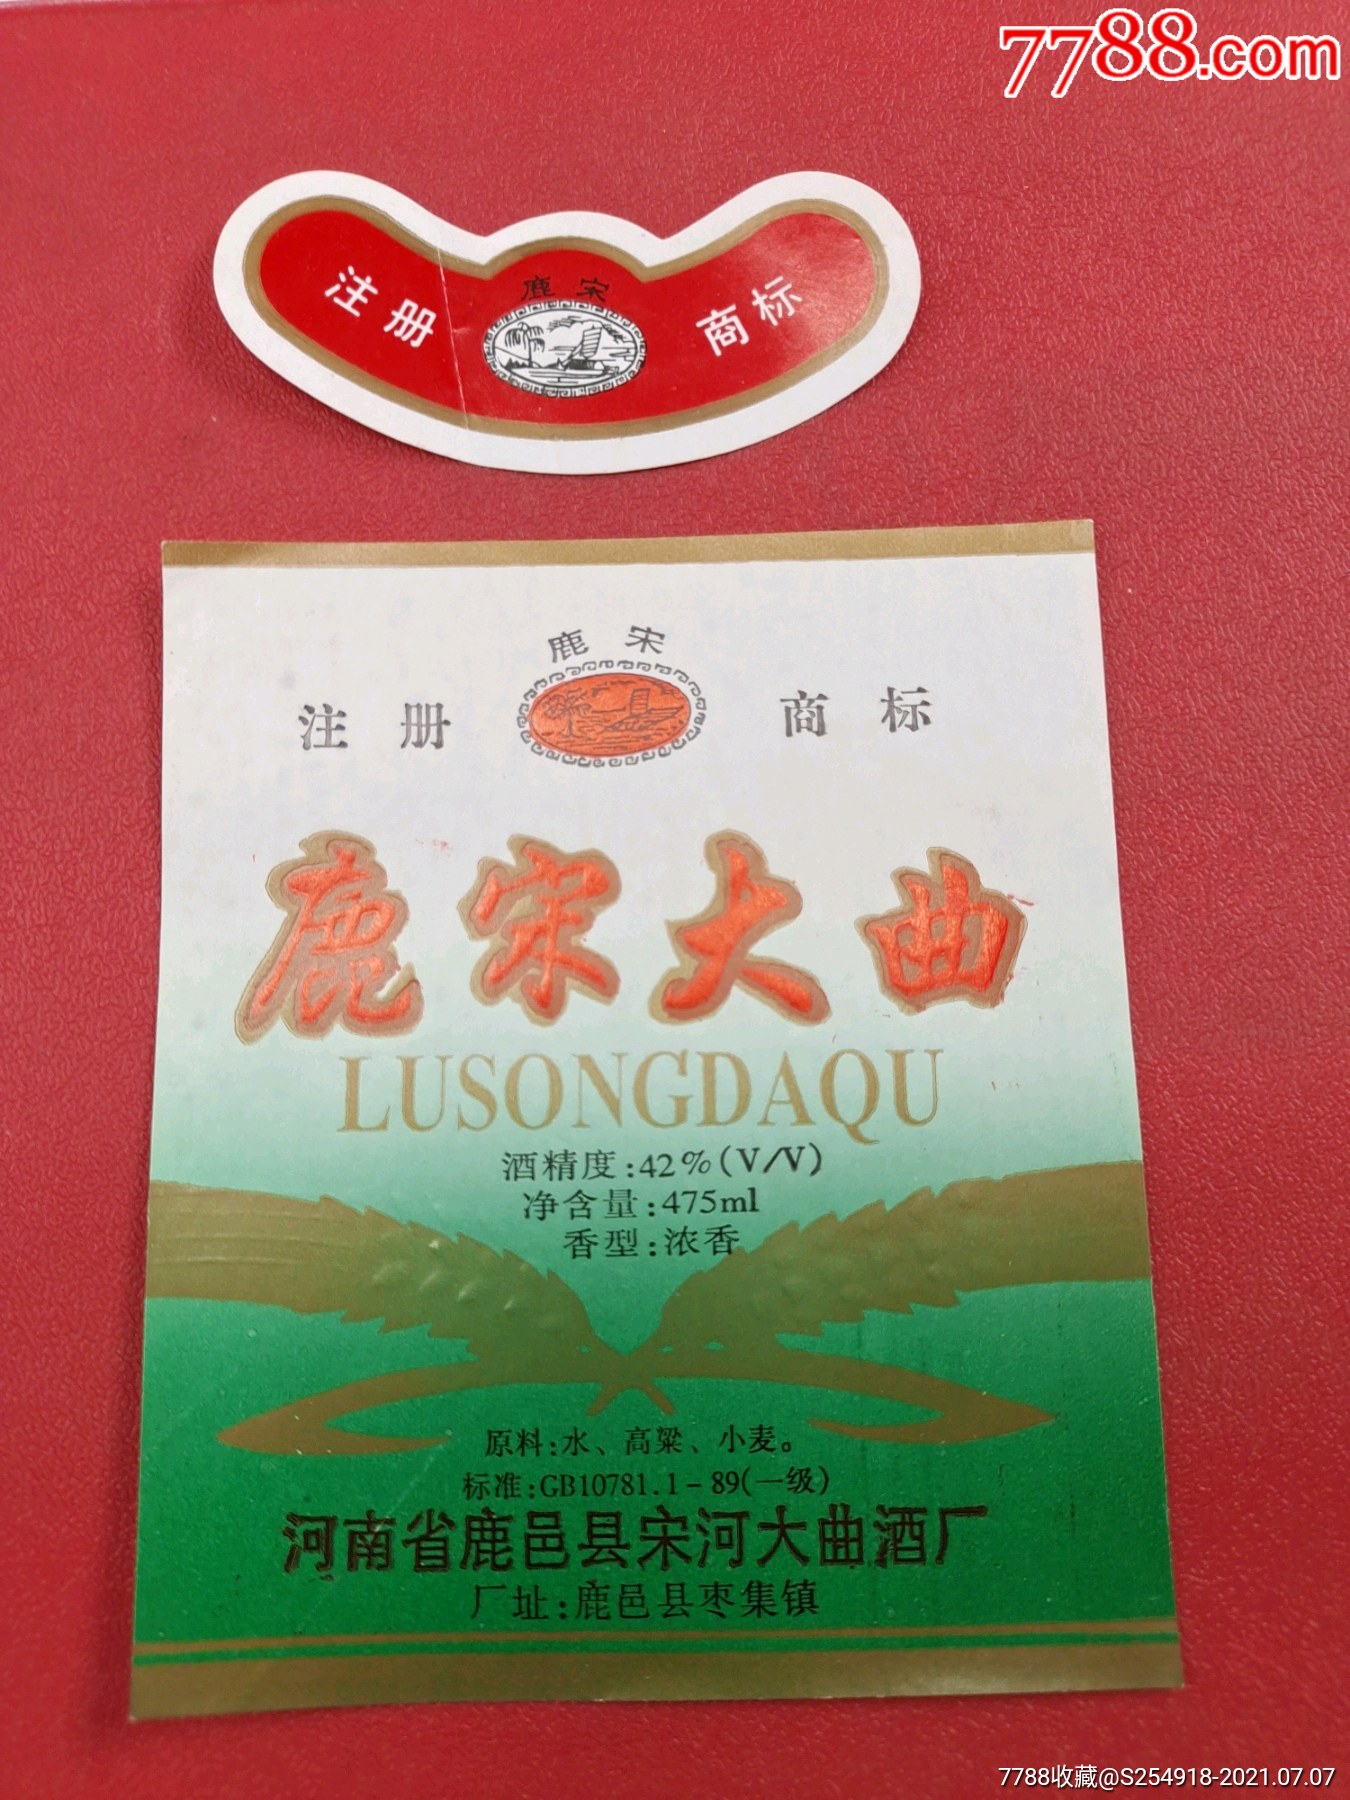 7788.com
鹿宋
注册 商标
鹿宋
注册 商标
鹿宋大曲
LUSONGDAQU
酒精度:42%(V/V)
净含量:475ml
香型:浓香
原料:水、高粱、小麦。
标准:GB10781.1-89(一级)
河南省鹿邑县宋河大曲酒厂
厂址:鹿邑县枣集镇
7788收藏@S254918-2021.07.07